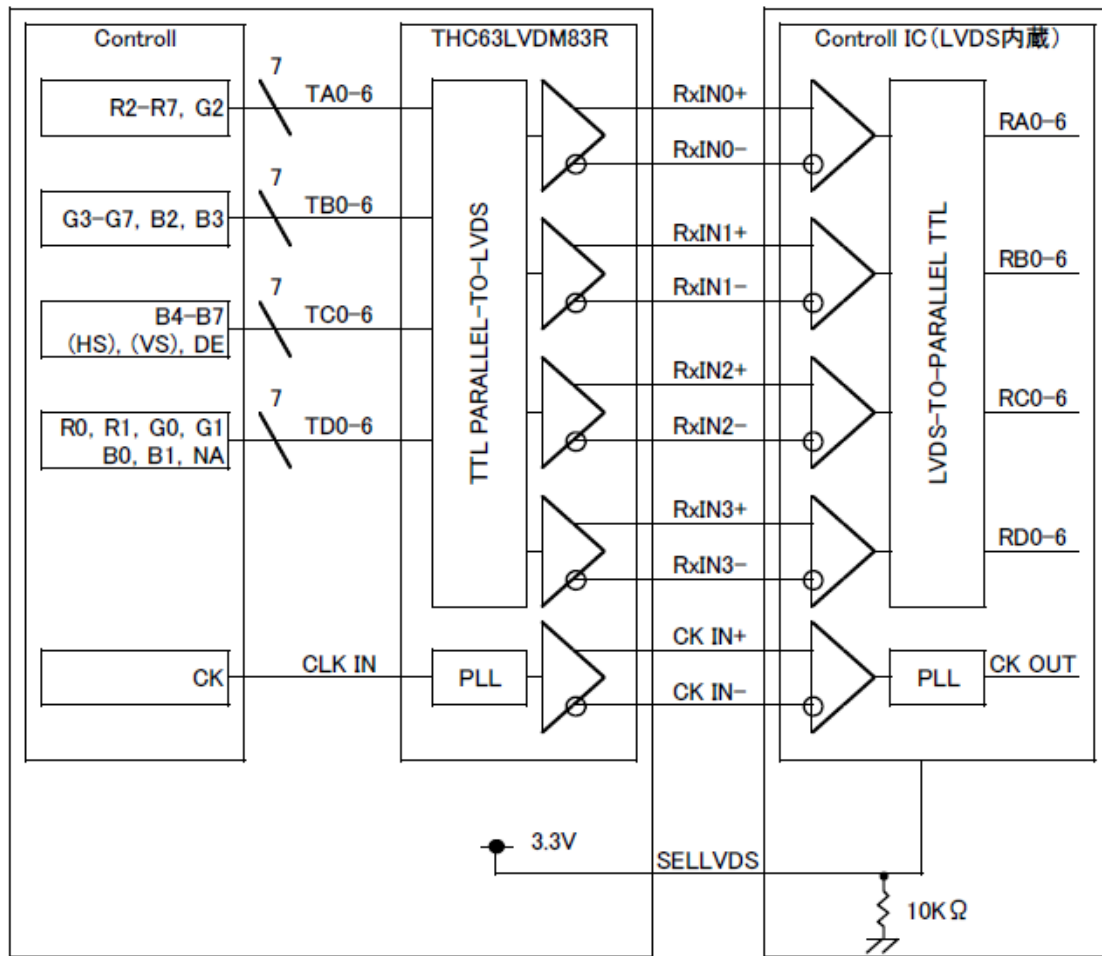 Controll
THC63LVDM83R
Controll IC(LVDS内蔵)
7
R2-R7, G2
TA0-6
RxIN0+
RxIN0-
RA0-6
7
G3-G7, B2, B3
TB0-6
RxIN1+
RxIN1-
RB0-6
7
B4-B7
(HS), (VS), DE
TC0-6
RxIN2+
RxIN2-
RC0-6
7
R0, R1, G0, G1
B0, B1, NA
TD0-6
RxIN3+
RxIN3-
RD0-6
TTL PARALLEL-TO-LVDS
LVDS-TO-PARALLEL TTL
CK
CLK IN
PLL
CK IN+
CK IN-
PLL
CK OUT
3.3V
SELLVDS
10KΩ